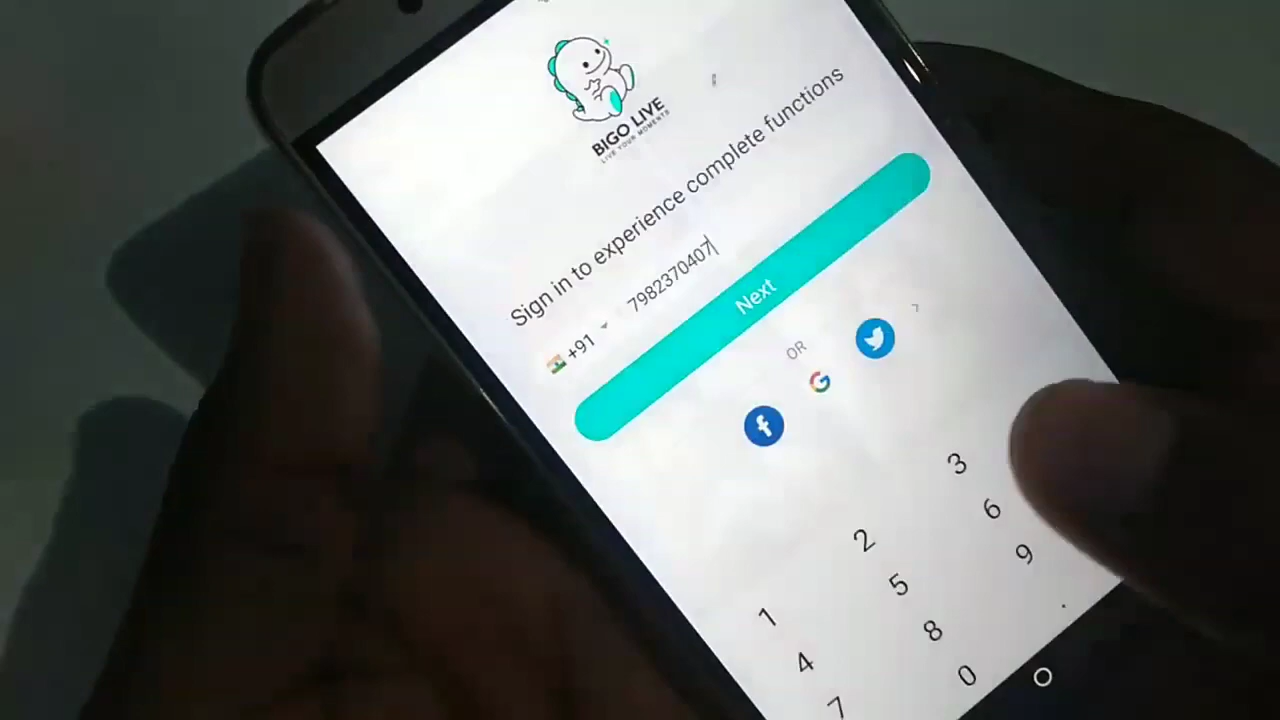 BIGO LIVE
LIVE YOUR MOMENTS
Sign in to experience complete functions
+91 7982370407
Next
OR
1 2 3
4 5 6
7 8 9
0 .